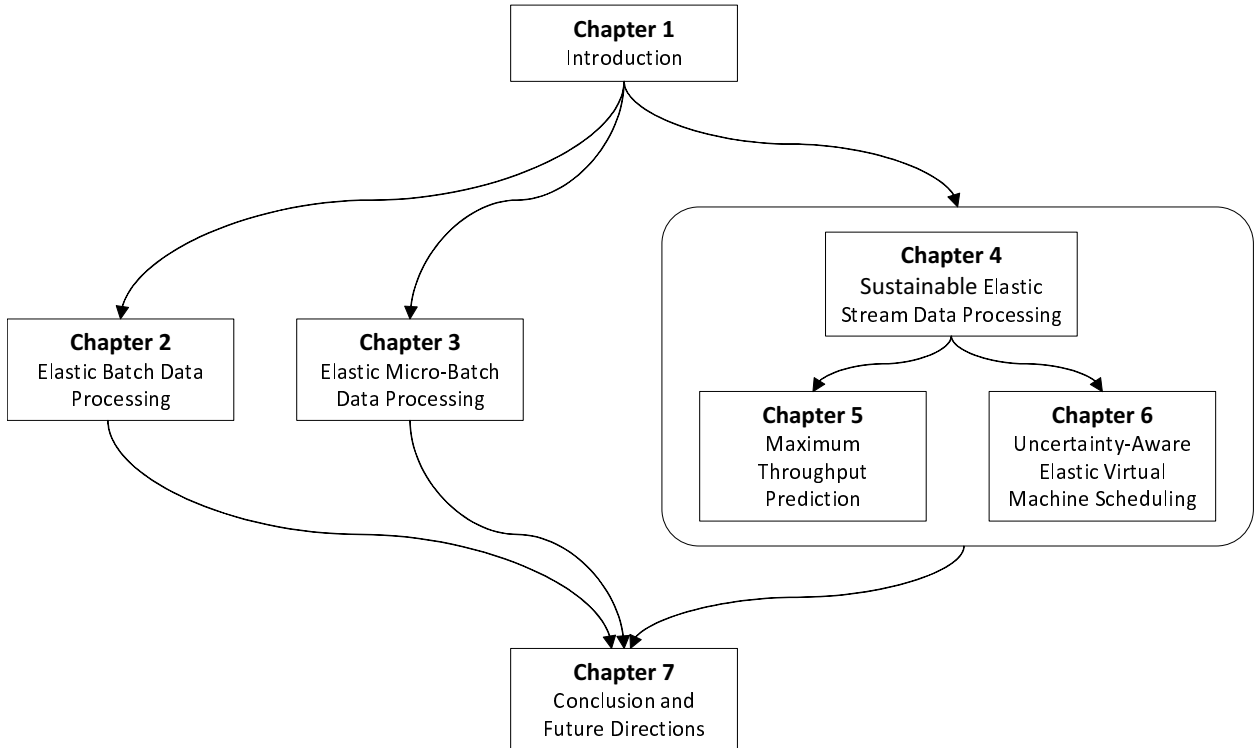 Chapter 1
Introduction
Chapter 2
Elastic Batch Data
Processing
Chapter 3
Elastic Micro-Batch
Data Processing
Chapter 4
Sustainable Elastic
Stream Data Processing
Chapter 5
Maximum
Throughput
Prediction
Chapter 6
Uncertainty-Aware
Elastic Virtual
Machine Scheduling
Chapter 7
Conclusion and
Future Directions